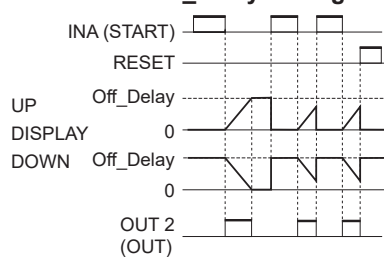 INA (START)
RESET
UP
DISPLAY
DOWN
Off_Delay
0
Off_Delay
0
OUT 2
(OUT)